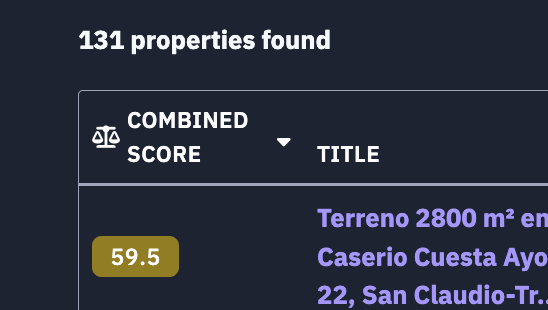 131 properties found
COMBINED
SCORE
TITLE
59.5
Terreno 2800 m² en
Caserio Cuesta Ayo
22, San Claudio-Tr..